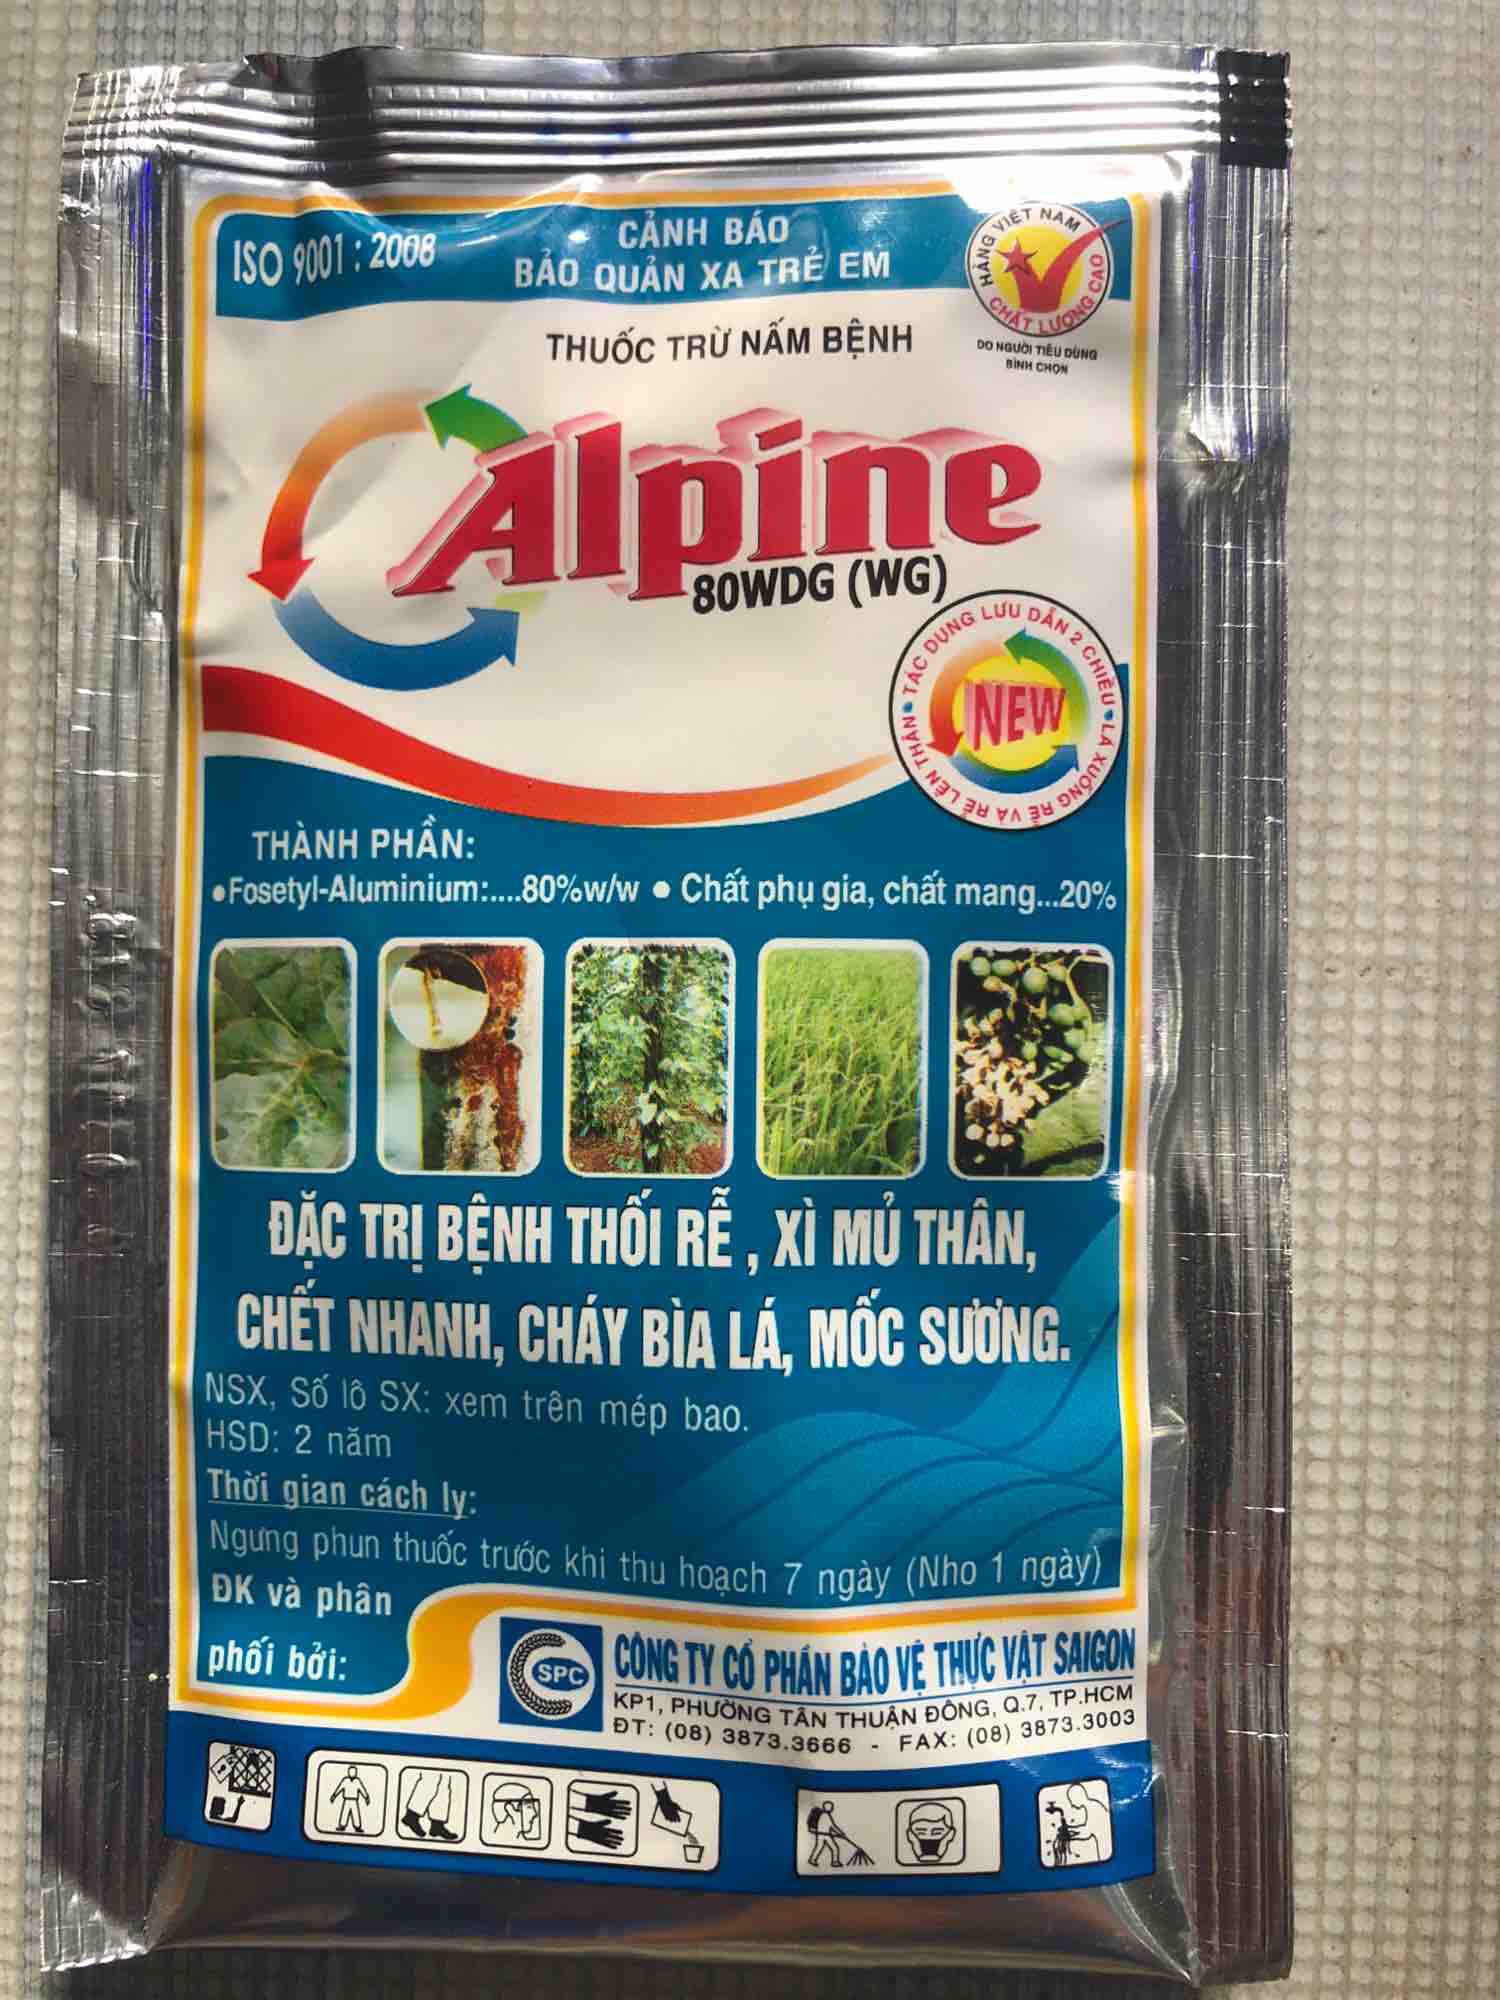 ISO 9001 : 2008
CẢNH BÁO
BẢO QUẢN XA TRẺ EM
HÀNG VIỆT NAM
CHẤT LƯỢNG CAO
DO NGƯỜI TIÊU DÙNG
BÌNH CHỌN
THUỐC TRỪ NẤM BỆNH
Alpine
80WDG (WG)
TÁC DỤNG LƯU DẪN 2 CHIỀU • LÁ XUỐNG RỄ VÀ RỄ LÊN THÂN •
NEW
THÀNH PHẦN:
• Fosetyl-Aluminium:....80%w/w • Chất phụ gia, chất mang...20%
ĐẶC TRỊ BỆNH THỐI RỄ , XÌ MỦ THÂN,
CHẾT NHANH, CHÁY BÌA LÁ, MỐC SƯƠNG.
NSX, Số lô SX: xem trên mép bao.
HSD: 2 năm
Thời gian cách ly:
Ngưng phun thuốc trước khi thu hoạch 7 ngày (Nho 1 ngày)
ĐK và phân
phối bởi:
SPC
CÔNG TY CỔ PHẦN BẢO VỆ THỰC VẬT SAIGON
KP1, PHƯỜNG TÂN THUẬN ĐÔNG, Q.7, TP.HCM
ĐT: (08) 3873.3666 - FAX: (08) 3873.3003